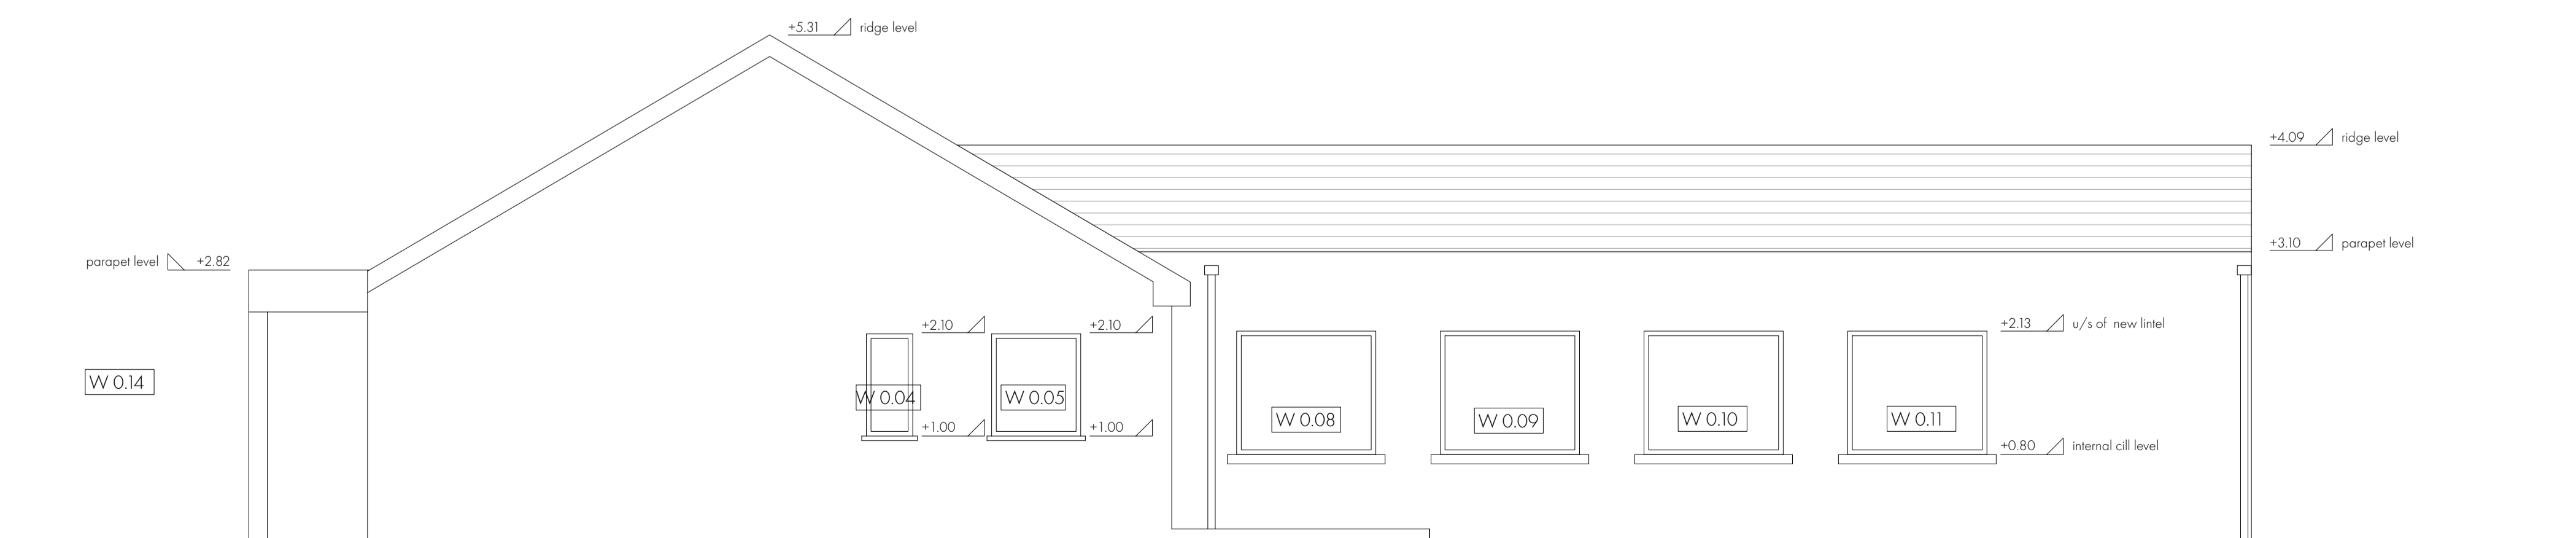 +5.31 ridge level
+4.09 ridge level
+3.10 parapet level
parapet level +2.82
+2.10 +2.10
+2.13 u/s of new lintel
W 0.14
W 0.04 W 0.05
W 0.08 W 0.09 W 0.10 W 0.11
+1.00 +1.00
+0.80 internal cill level